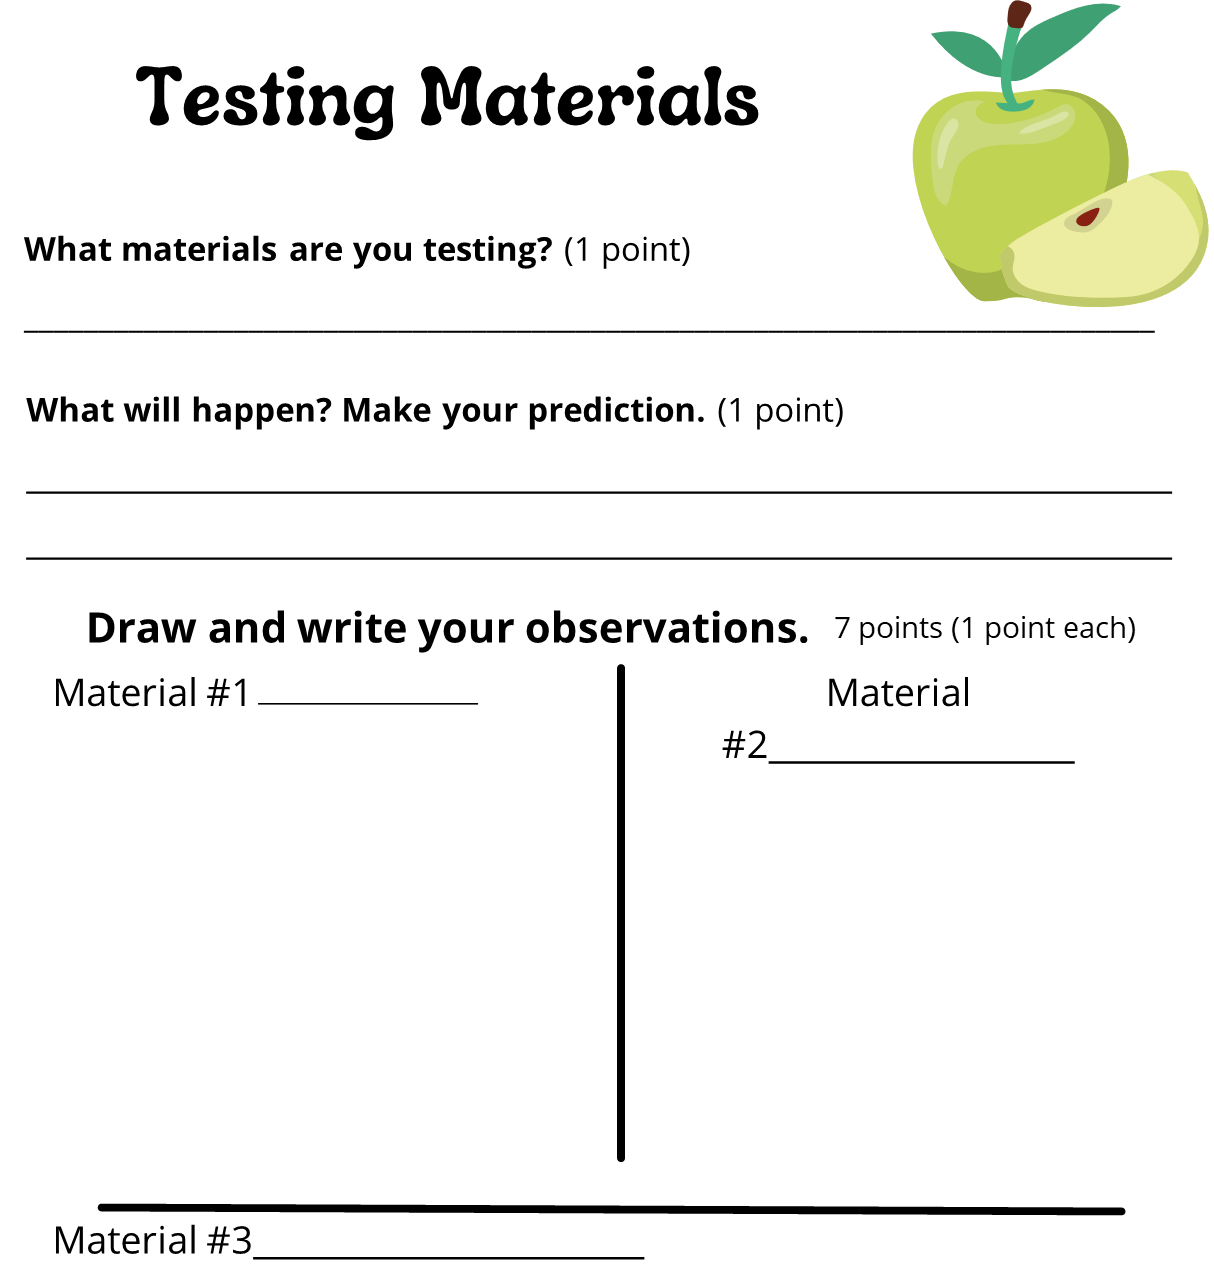 Testing Materials
What materials are you testing? (1 point)
What will happen? Make your prediction. (1 point)
Draw and write your observations. 7 points (1 point each)
Material #1
Material
#2
Material #3